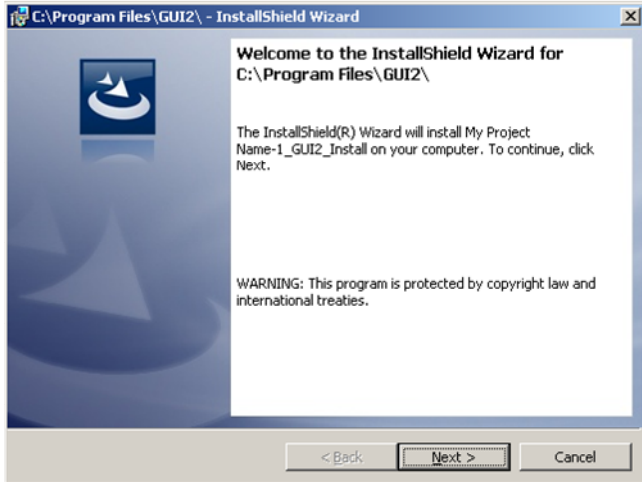 C:\Program Files\GUI2\ - InstallShield Wizard
Welcome to the InstallShield Wizard for
C:\Program Files\GUI2\
The InstallShield(R) Wizard will install My Project
Name-1_GUI2_Install on your computer. To continue, click
Next.
WARNING: This program is protected by copyright law and
international treaties.
< Back
Next >
Cancel